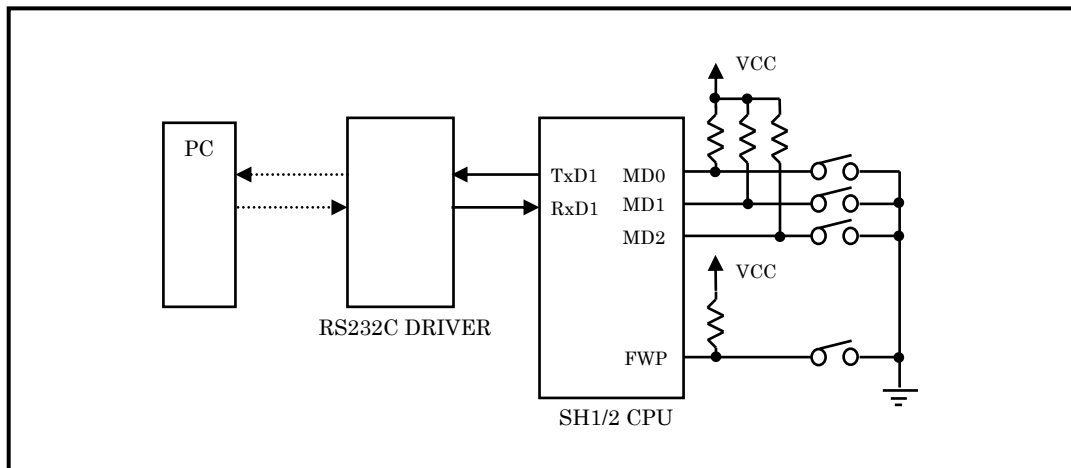 VCC
PC
TxD1 MD0
RxD1 MD1
MD2
VCC
RS232C DRIVER
FWP
SH1/2 CPU